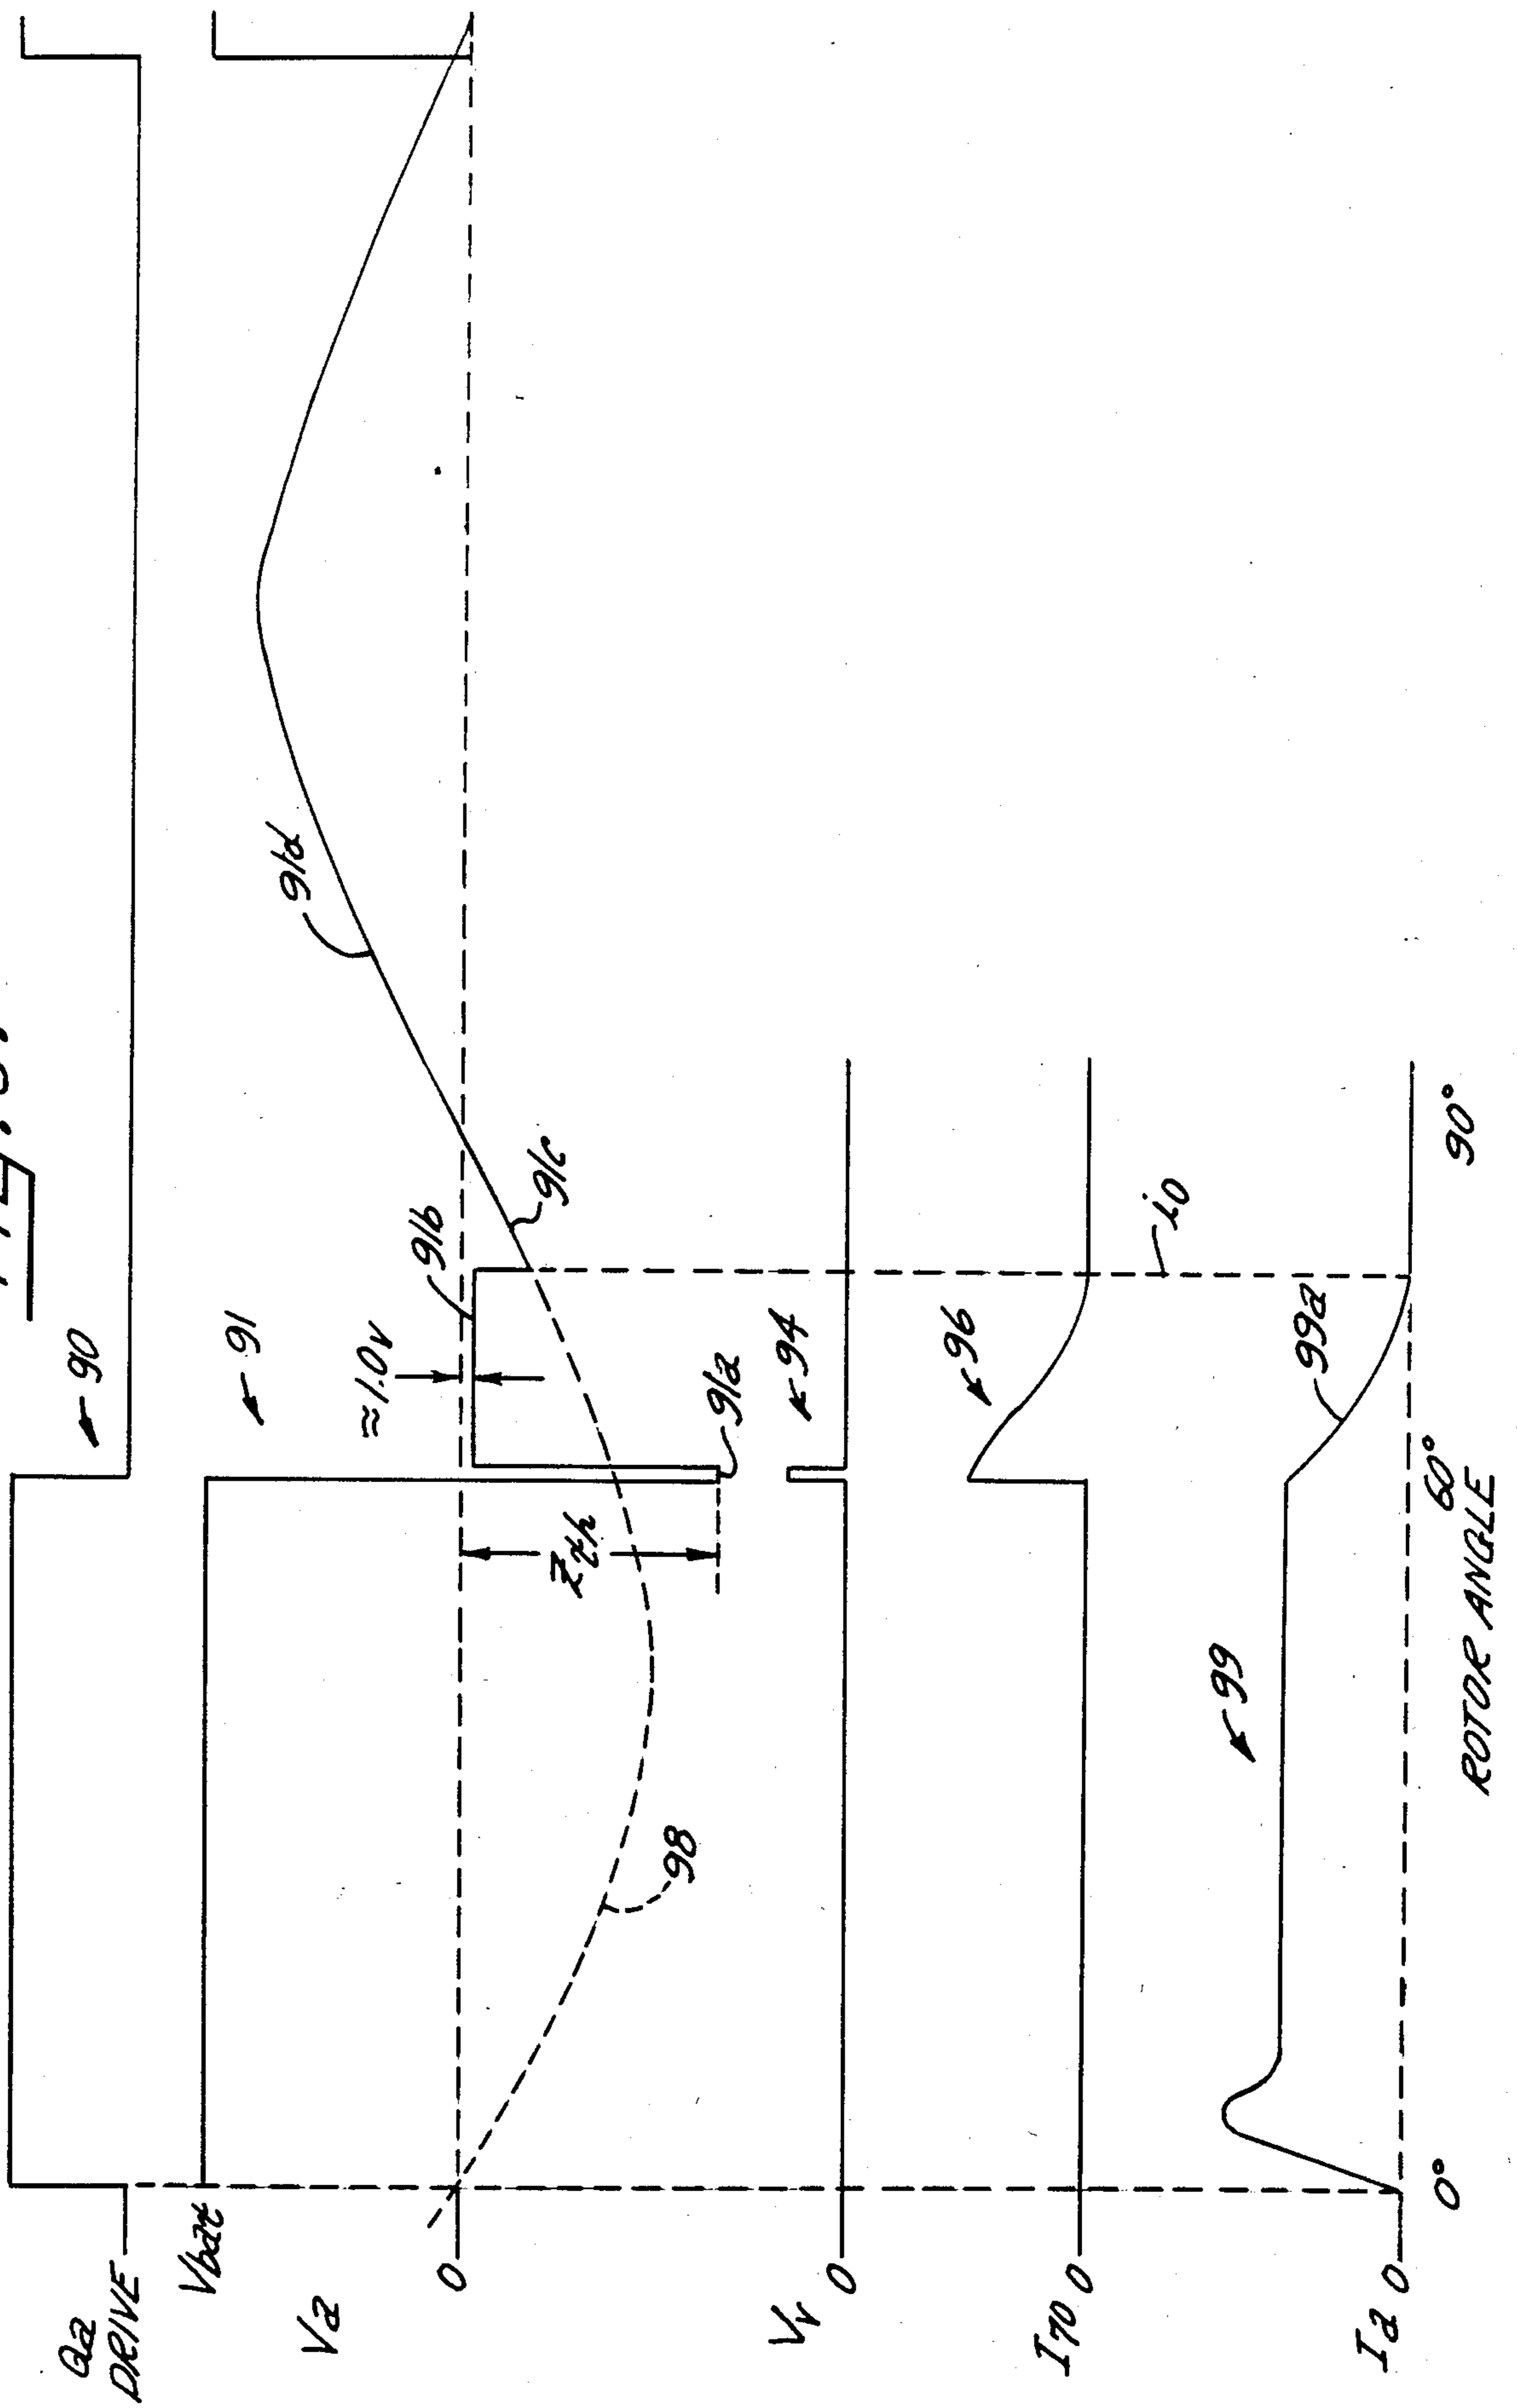 90
Qa
DRIVE
Vbat
91
Va
≈1.0V
91b
91d
0
91c
Zth
91a
98
94
Vr
0
96
I70
0
i0
99
99a
Ia
0
0°
60°
90°
ROTOR ANGLE